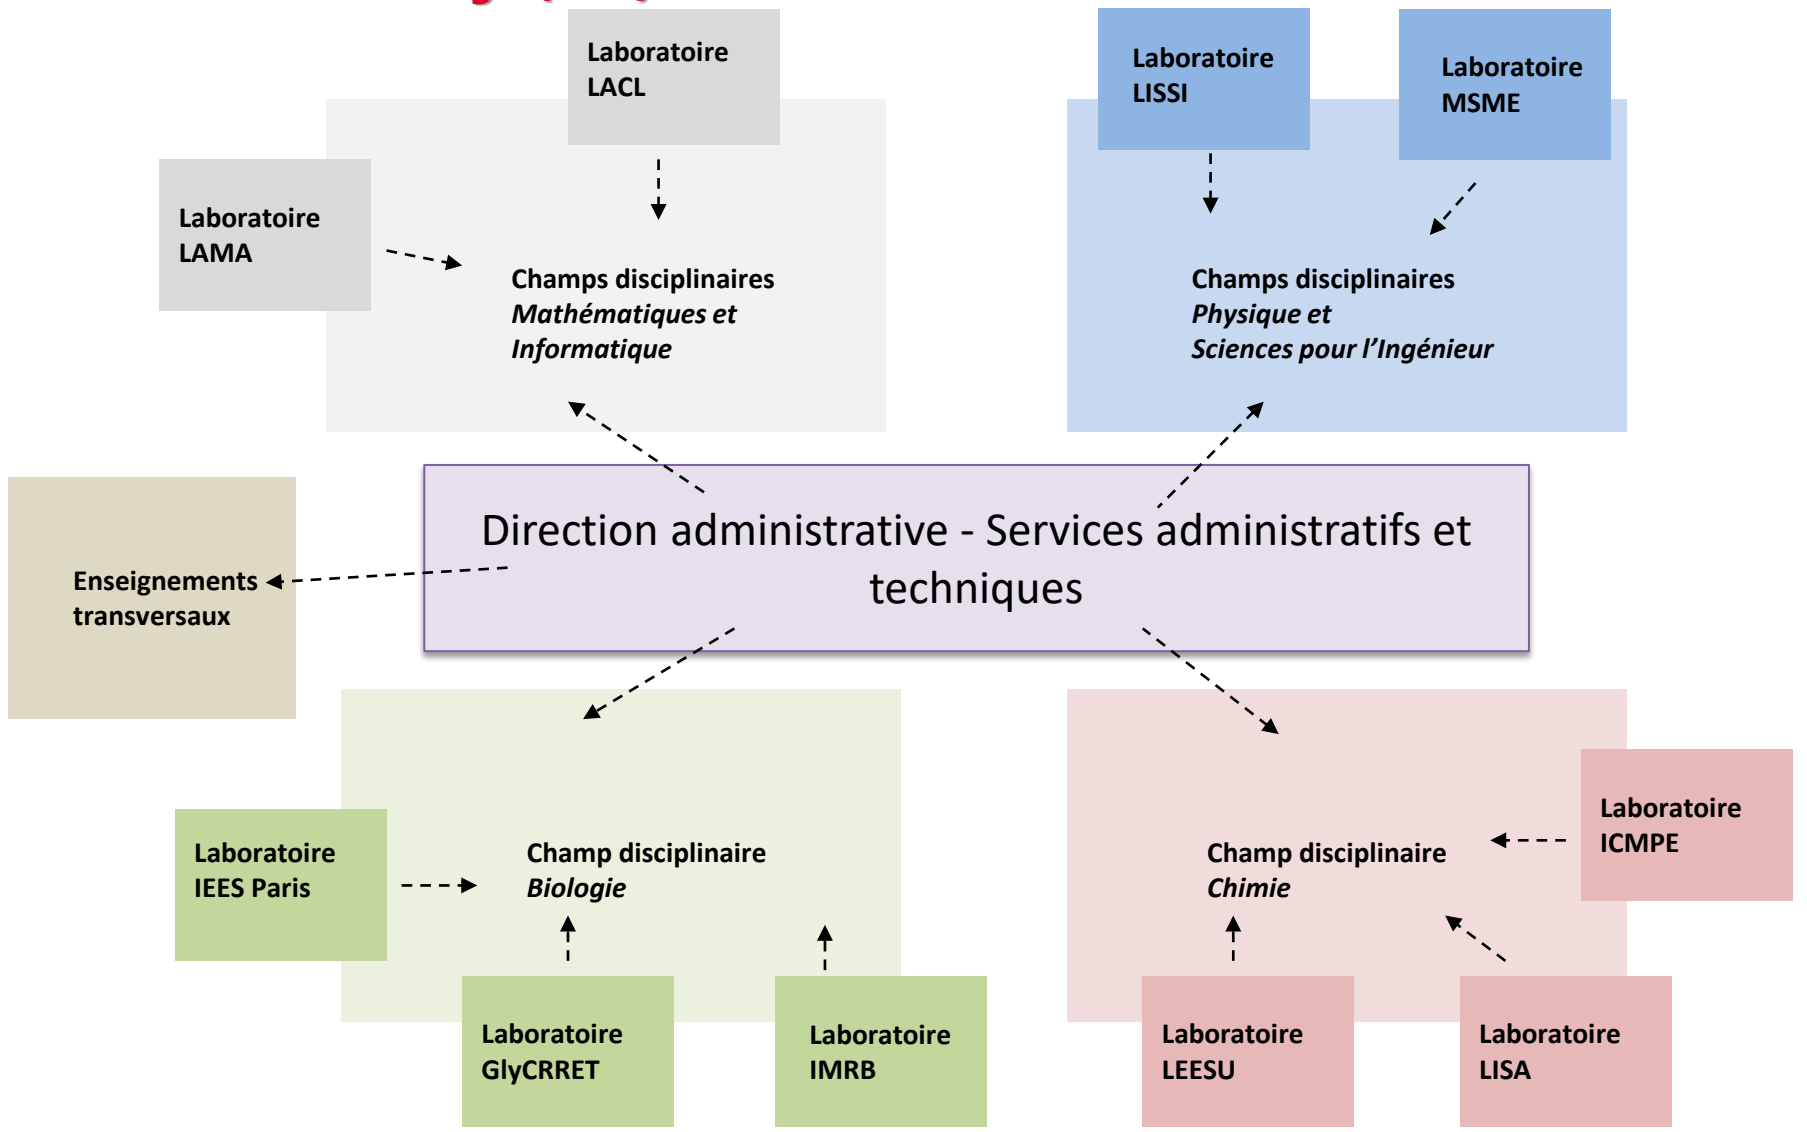 Laboratoire
LACL
Laboratoire
LISSI
Laboratoire
MSME
Laboratoire
LAMA
Champs disciplinaires
Mathématiques et
Informatique
Champs disciplinaires
Physique et
Sciences pour l’Ingénieur
Direction administrative - Services administratifs et
techniques
Enseignements
transversaux
Laboratoire
IEES Paris
Champ disciplinaire
Biologie
Champ disciplinaire
Chimie
Laboratoire
ICMPE
Laboratoire
GlyCRRET
Laboratoire
IMRB
Laboratoire
LEESU
Laboratoire
LISA